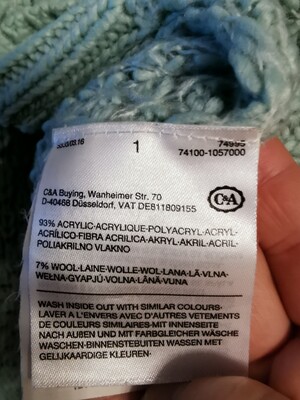 1
74995
74100-1057000
C&A Buying, Wanheimer Str. 70
D-40468 Düsseldorf, VAT DE811809155
C&A
93% ACRYLIC-ACRYLIQUE-POLYACRYL-ACRYL-
ACRÍLICO-FIBRA ACRILICA-AKRYL-AKRIL-ACRIL-
POLIAKRILNO VLAKNO
7% WOOL-LAINE-WOLLE-WOL-LANA-LÃ-VLNA-
WEŁNA-GYAPJÚ-VOLNA-LÂNĂ-VUNA
WASH INSIDE OUT WITH SIMILAR COLOURS-
LAVER A L'ENVERS AVEC D'AUTRES VETEMENTS
DE COULEURS SIMILAIRES-MIT INNENSEITE
NACH AUßEN UND MIT FARBGLEICHER WÄSCHE
WASCHEN-BINNENSTEBUITEN WASSEN MET
GELIJKAARDIGE KLEUREN-